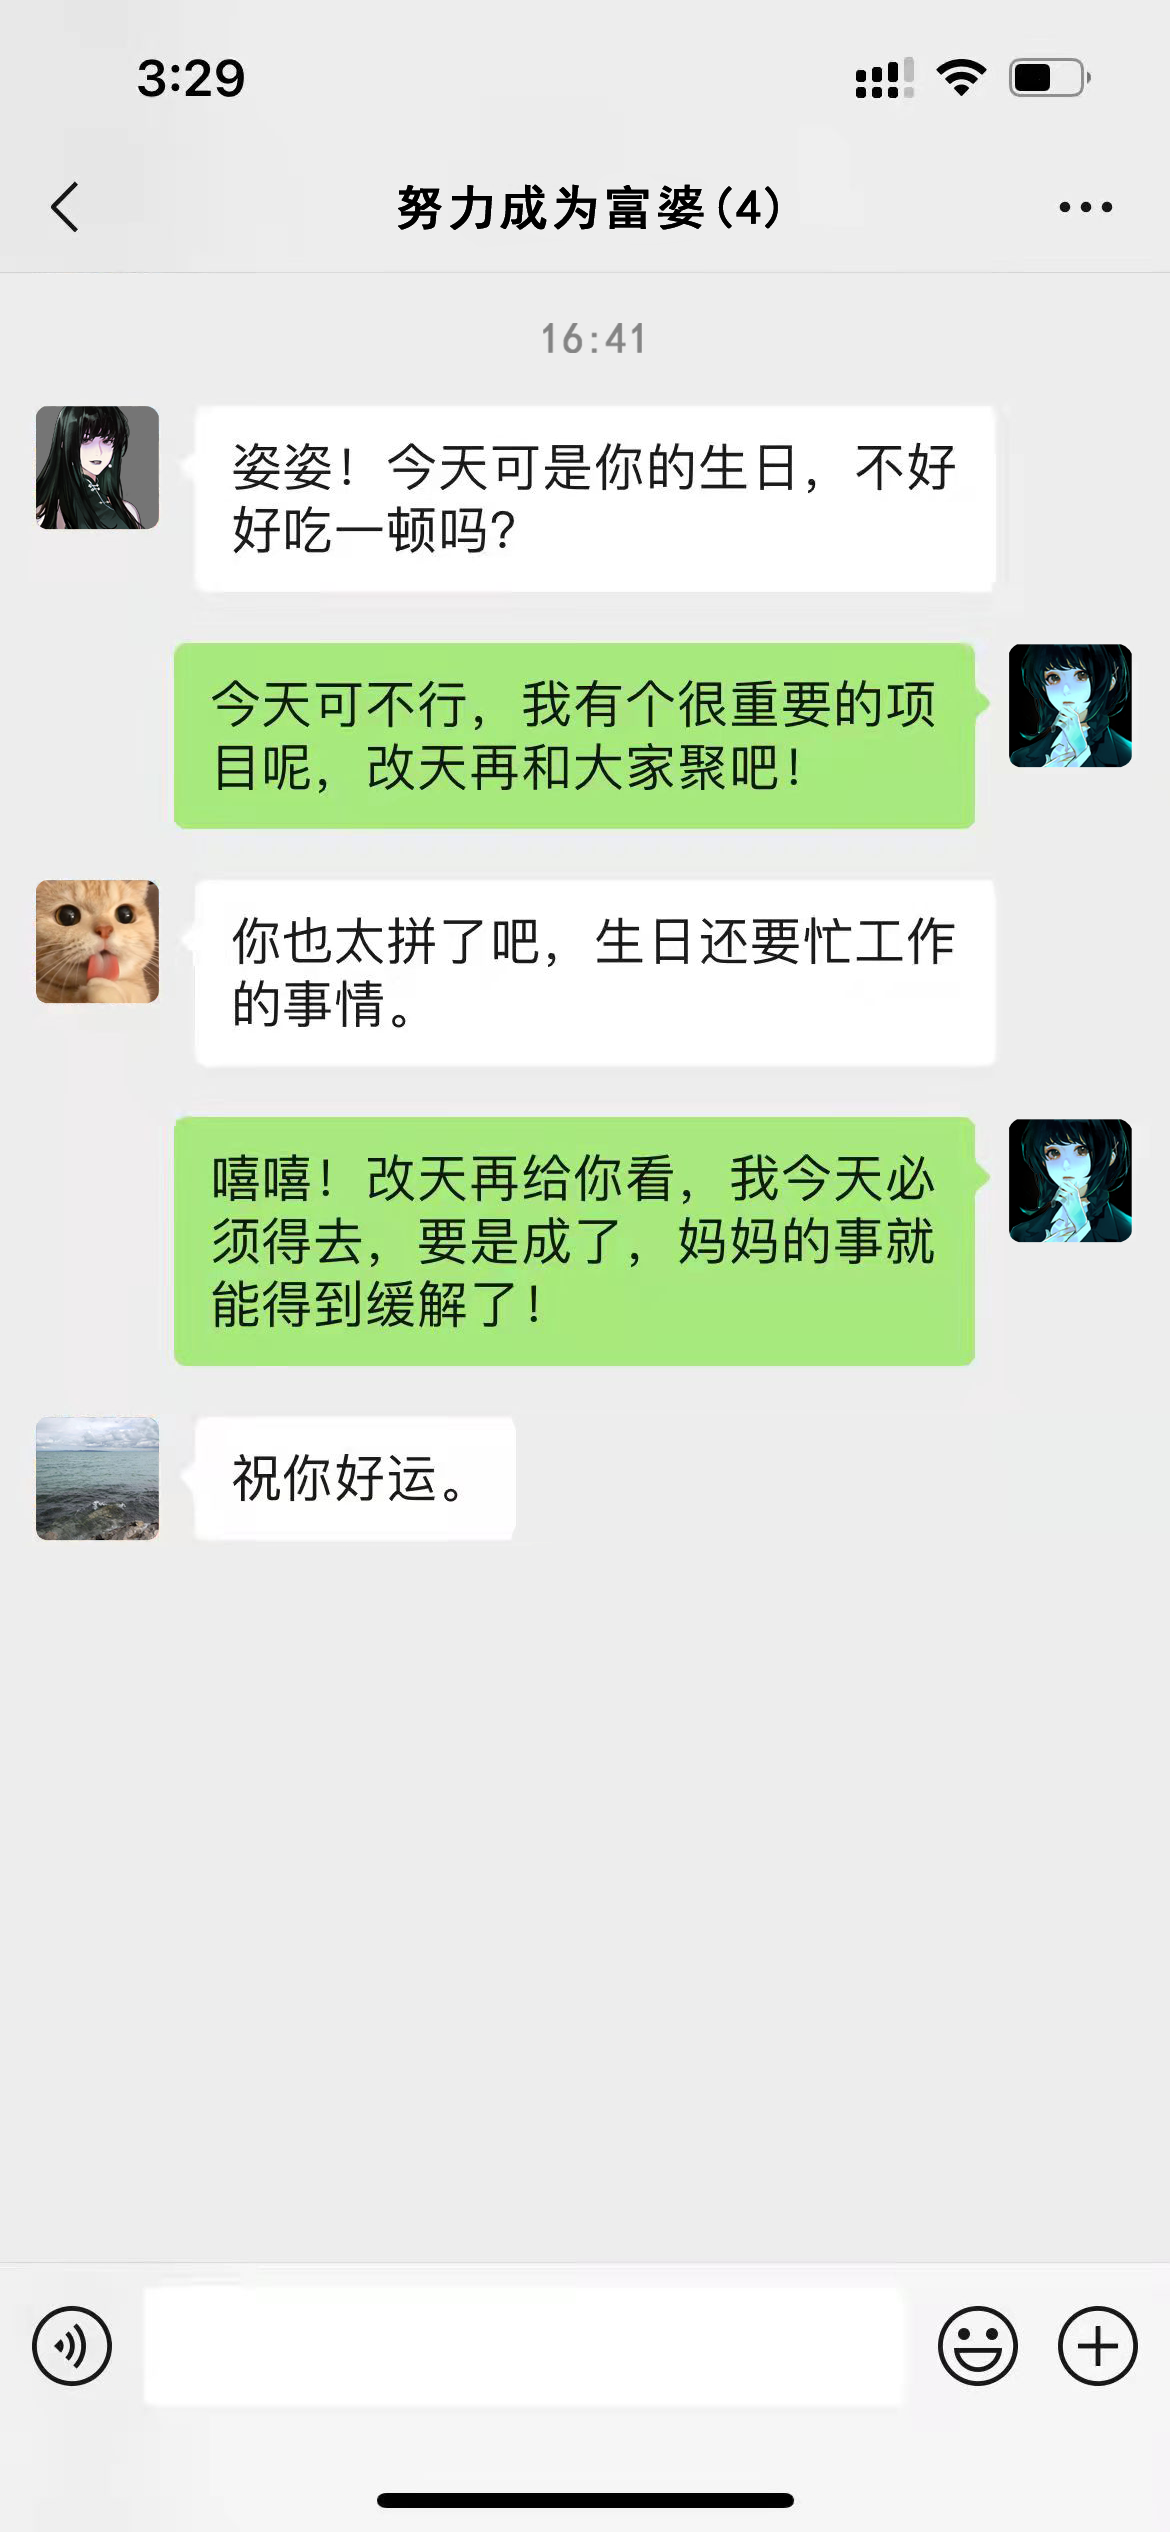 3:29
努力成为富婆(4)
16:41
姿姿！今天可是你的生日，不好
好吃一顿吗？
今天可不行，我有个很重要的项
目呢，改天再和大家聚吧！
你也太拼了吧，生日还要忙工作
的事情。
嘻嘻！改天再给你看，我今天必
须得去，要是成了，妈妈的事就
能得到缓解了！
祝你好运。